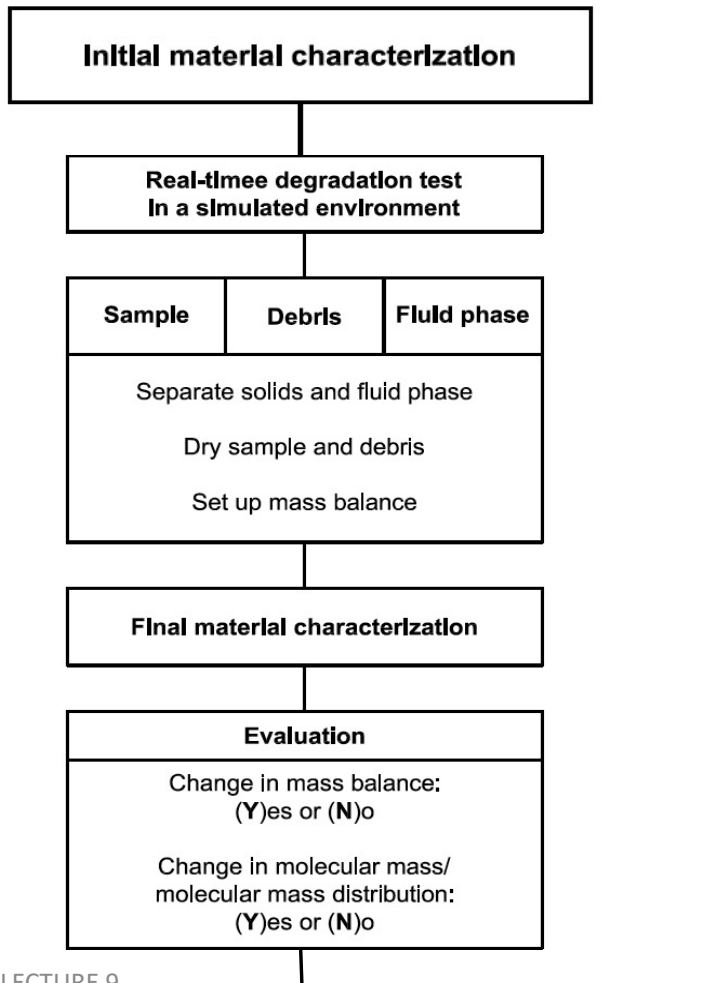 Initial material characterization
Real-timee degradation test
in a simulated environment
Sample
Debris
Fluid phase
Separate solids and fluid phase
Dry sample and debris
Set up mass balance
Final material characterization
Evaluation
Change in mass balance:
(Y)es or (N)o
Change in molecular mass/
molecular mass distribution:
(Y)es or (N)o
LECTURE 9